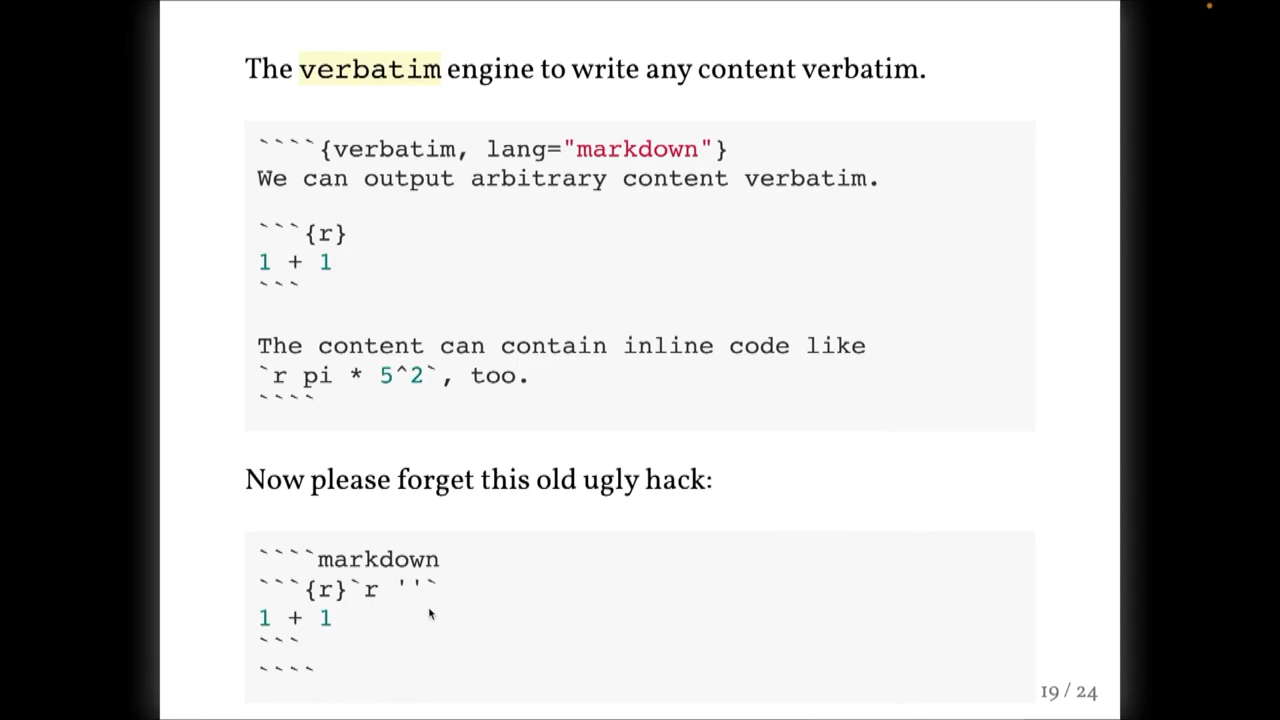 The verbatim engine to write any content verbatim.
````{verbatim, lang="markdown"}
We can output arbitrary content verbatim.
```{r}
1 + 1
```
The content can contain inline code like
`r pi * 5^2`, too.
````
Now please forget this old ugly hack:
````markdown
```{r}`r ''`
1 + 1
```
````
19 / 24